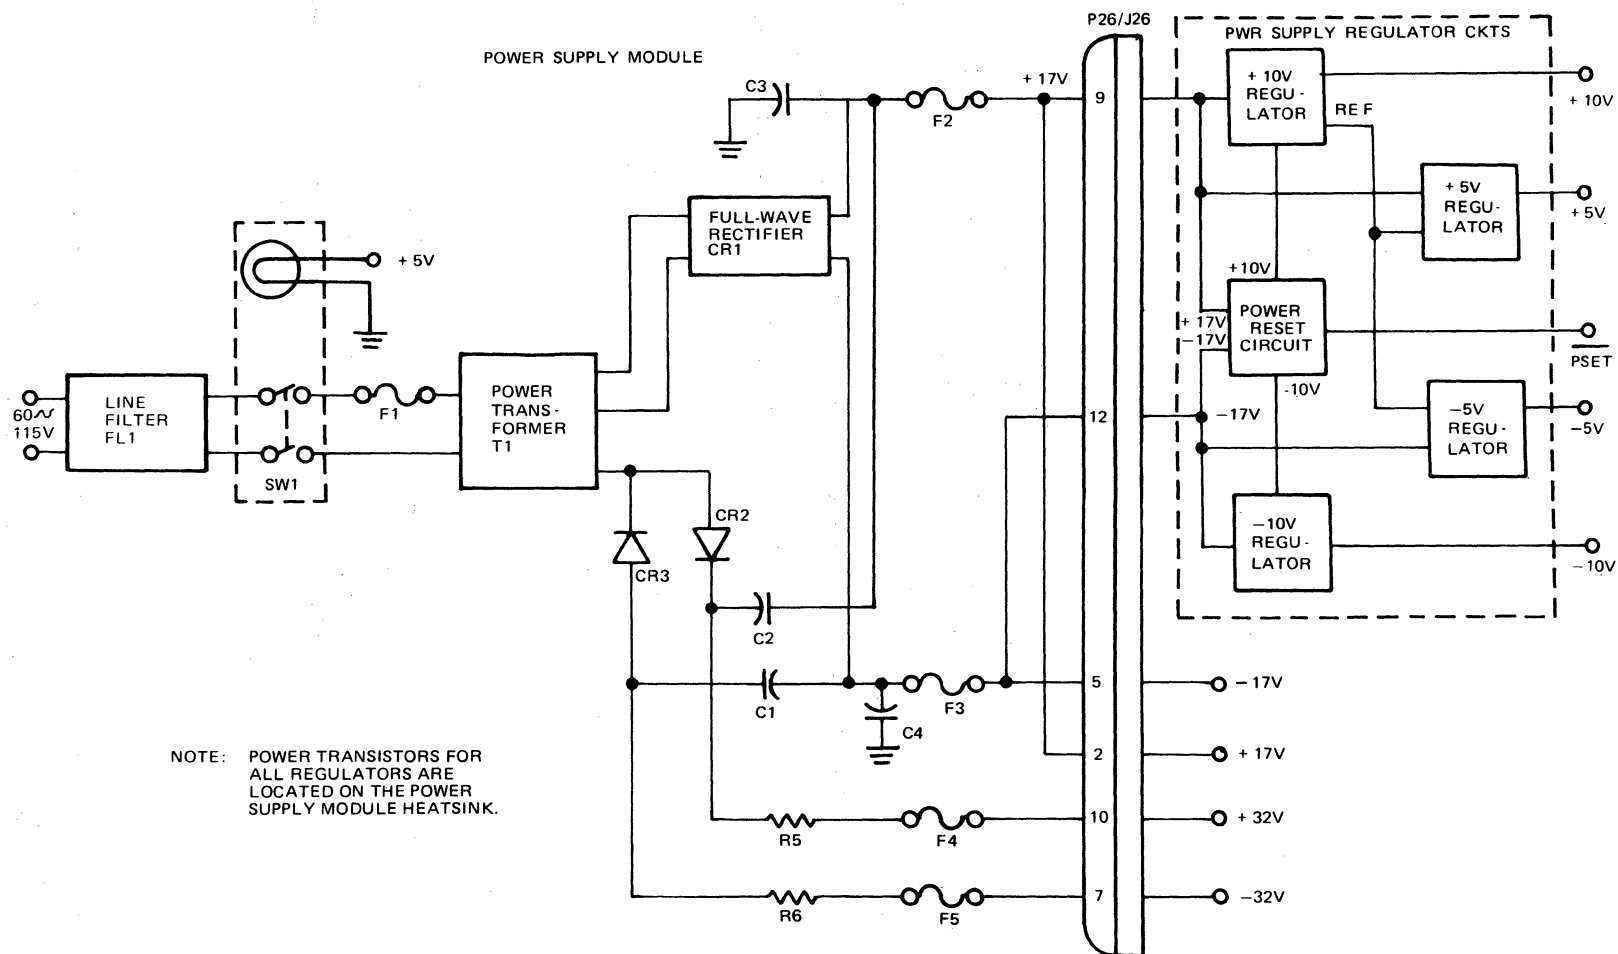 P26/J26
PWR SUPPLY REGULATOR CKTS
POWER SUPPLY MODULE
C3
+ 17V
9
F2
+ 10V
REGU-
LATOR
REF
+ 10V
+ 5V
REGU-
LATOR
+ 5V
FULL-WAVE
RECTIFIER
CR1
+ 5V
+10V
POWER
RESET
CIRCUIT
+ 17V
−17V
-10V
PSET
60∿
115V
LINE
FILTER
FL1
SW1
F1
POWER
TRANS-
FORMER
T1
12
−17V
−5V
REGU-
LATOR
−5V
CR2
CR3
−10V
REGU-
LATOR
−10V
C2
C1
C4
F3
5
− 17V
2
+ 17V
NOTE: POWER TRANSISTORS FOR
ALL REGULATORS ARE
LOCATED ON THE POWER
SUPPLY MODULE HEATSINK.
R5
F4
10
+ 32V
R6
F5
7
−32V